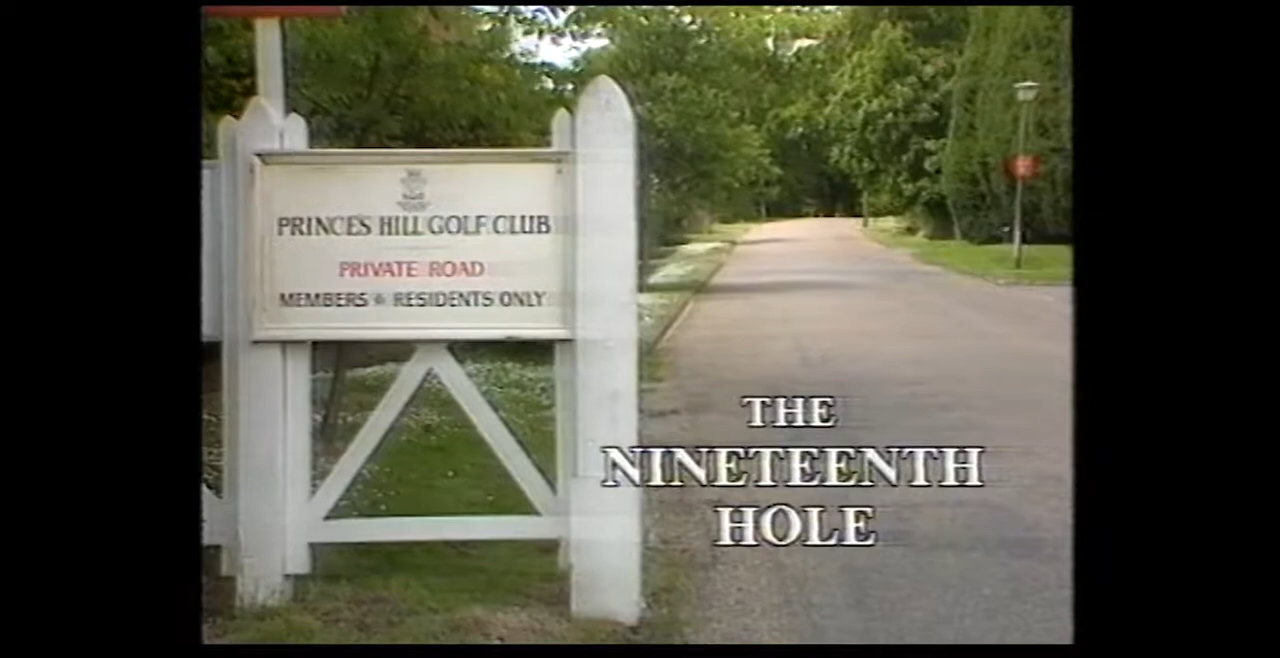 PRINCES HILL GOLF CLUB
PRIVATE ROAD
MEMBERS & RESIDENTS ONLY
THE
NINETEENTH
HOLE